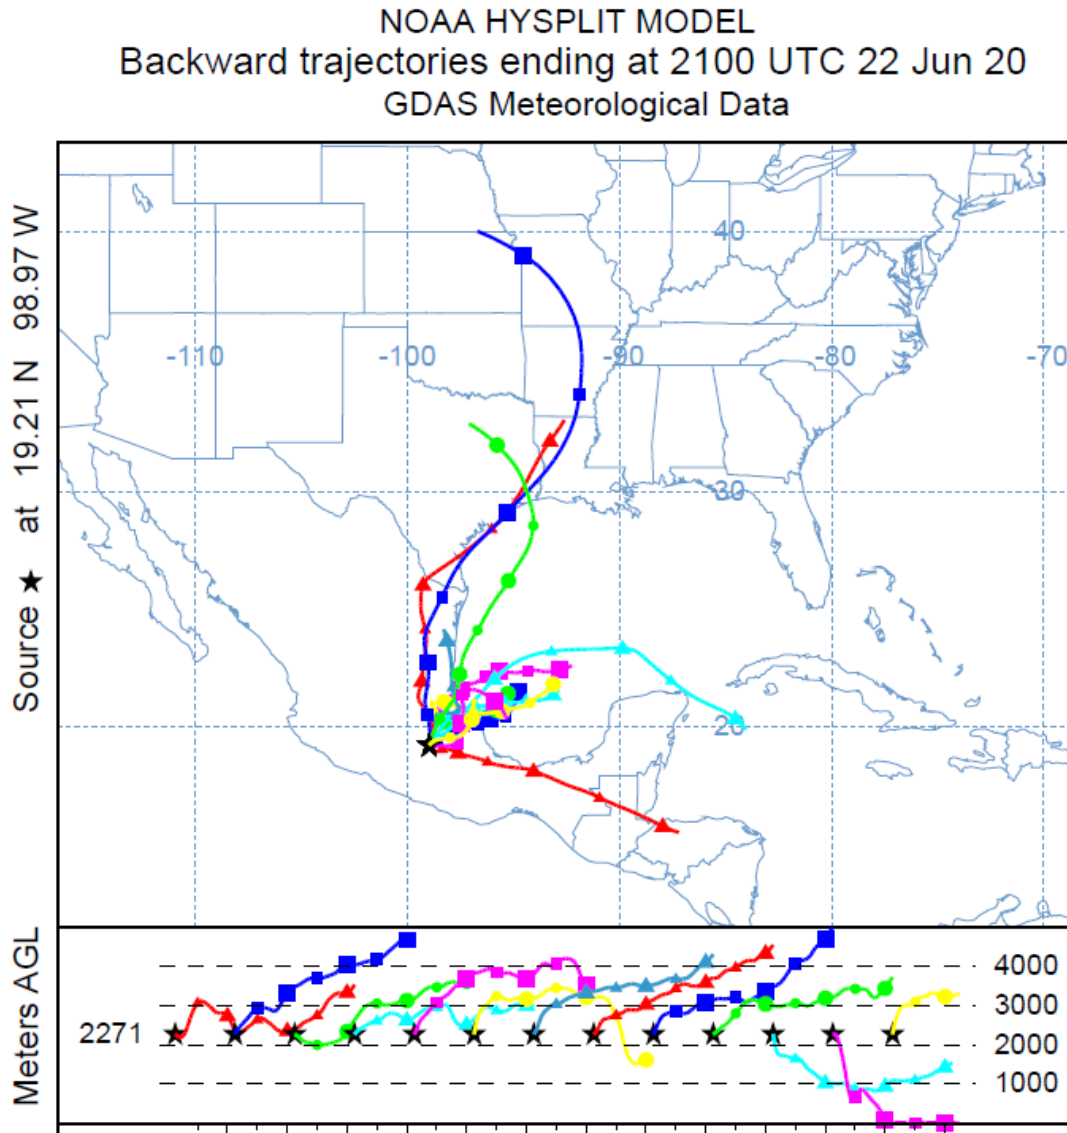 NOAA HYSPLIT MODEL
Backward trajectories ending at 2100 UTC 22 Jun 20
GDAS Meteorological Data
Source ★ at 19.21 N 98.97 W
40
-110 -100 -90 -80 -70
30
20
Meters AGL
2271
4000
3000
2000
1000